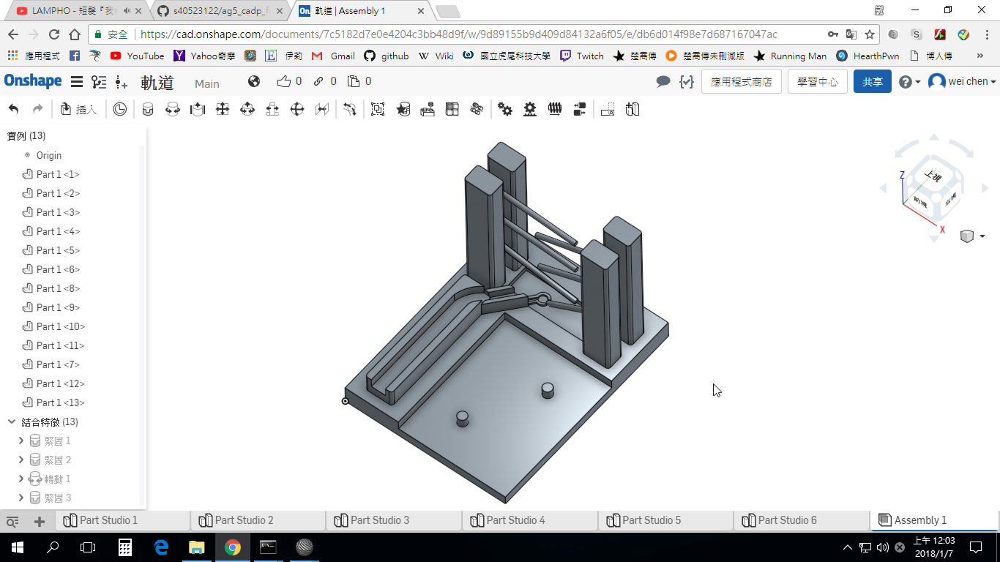 LAMPHO - 短髮『我
s40523122/ag5_cadp_f
On. 軌道 | Assembly 1
安全 https://cad.onshape.com/documents/7c5182d7e0e4204c3bb48d9f/w/9d89155b9d409d84132a6f05/e/db6d014f98e7d687167047ac
應用程式 YouTube Yahoo奇摩 伊莉 Gmail github Wiki 國立虎尾科技大學 Twitch 楚喬傳 楚喬傳未刪減版 Running Man HearthPwn 博人傳 »
Onshape 軌道 Main 0 0 0 應用程式商店 學習中心 共享 wei chen
插入
實例 (13)
Origin
Part 1 <1>
Part 1 <2>
Part 1 <3>
Part 1 <4>
Part 1 <5>
Part 1 <6>
Part 1 <8>
Part 1 <9>
Part 1 <10>
Part 1 <11>
Part 1 <7>
Part 1 <12>
Part 1 <13>
結合特徵 (13)
緊固 1
緊固 2
轉動 1
緊固 3
Z
上視
前視 右視
X
Part Studio 1 Part Studio 2 Part Studio 3 Part Studio 4 Part Studio 5 Part Studio 6 Assembly 1
上午 12:03
2018/1/7